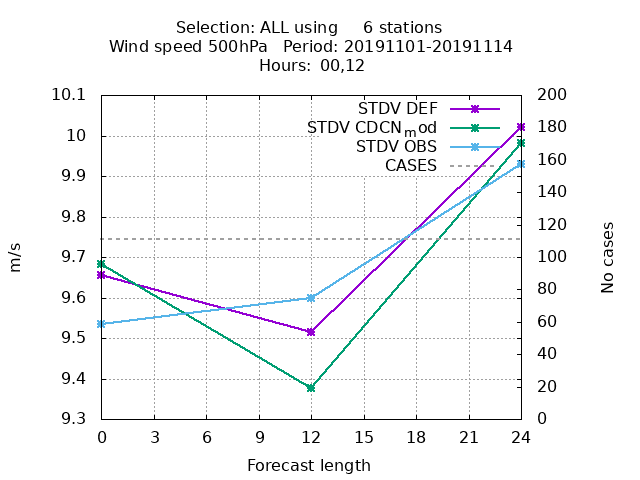 Selection: ALL using     6 stations
Wind speed 500hPa   Period: 20191101-20191114
Hours: 00,12
10.1
10
9.9
9.8
9.7
9.6
9.5
9.4
9.3
m/s
STDV DEF
STDV CDCNmod
STDV OBS
CASES
200
180
160
140
120
100
80
60
40
20
0
No cases
0 3 6 9 12 15 18 21 24
Forecast length